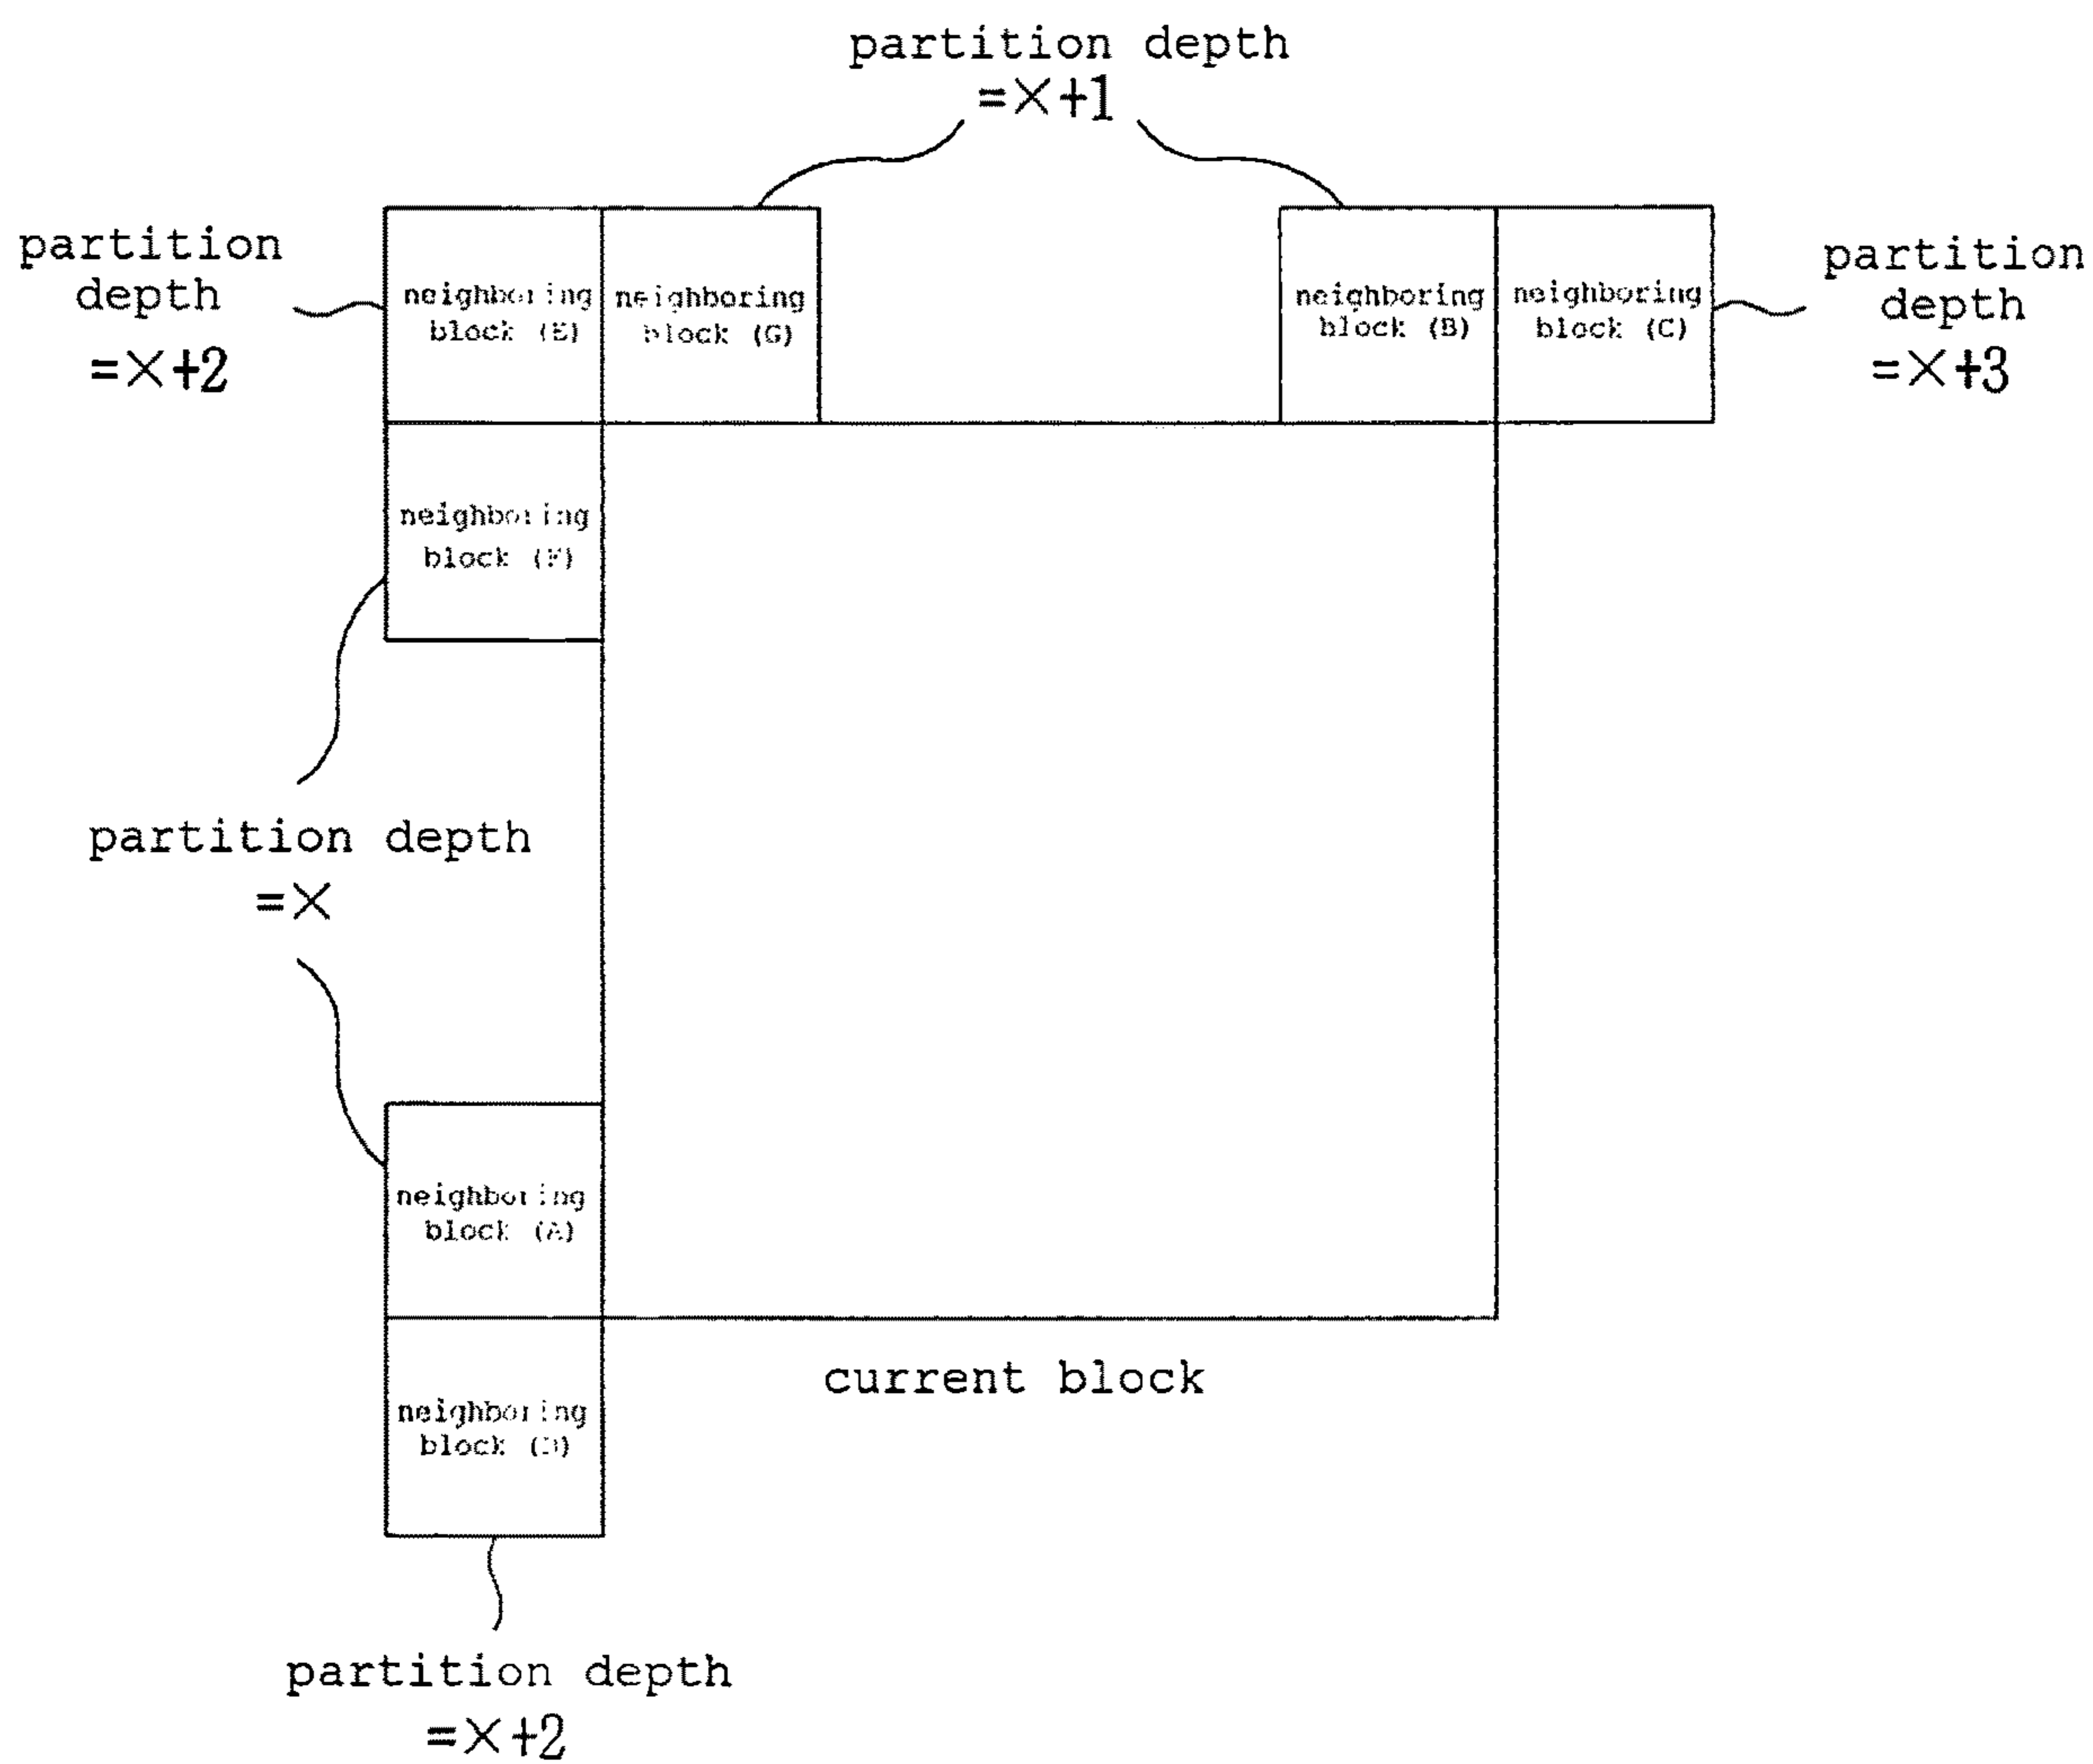 partition depth
=X+1
partition
depth
=X+2
neighboring
block (E)
neighboring
block (G)
neighboring
block (B)
neighboring
block (C)
partition
depth
=X+3
neighboring
block (F)
partition depth
=X
neighboring
block (A)
current block
neighboring
block (D)
partition depth
=X+2